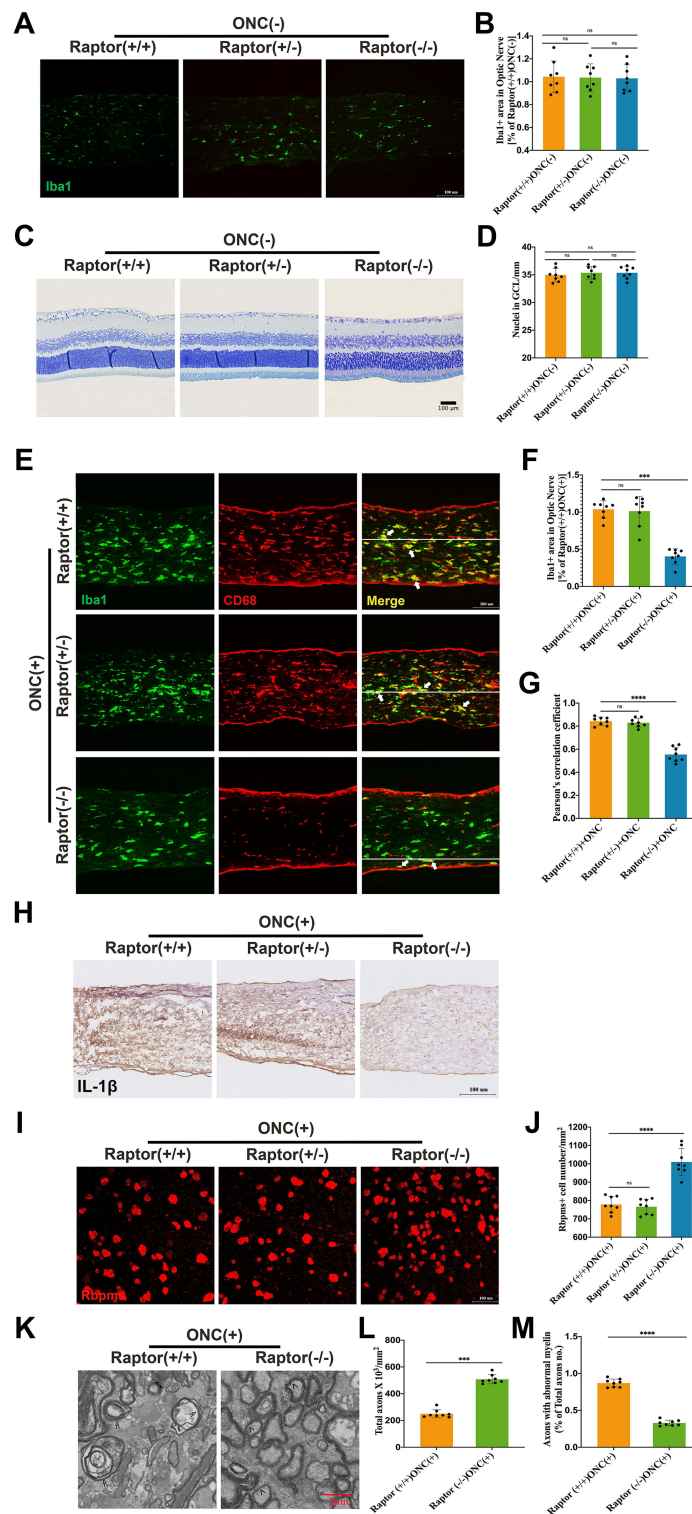 A
ONC(-)
Raptor(+/+)
Raptor(+/-)
Raptor(-/-)
Iba1
100 um
B
Iba1+ area in Optic Nerve
[% of Raptor(+/+)ONC(-)]
1.4
1.2
1.0
0.8
0.6
0.4
ns
ns
ns
Raptor(+/+)ONC(-)
Raptor(+/-)ONC(-)
Raptor(-/-)ONC(-)
C
ONC(-)
Raptor(+/+)
Raptor(+/-)
Raptor(-/-)
100 μm
D
Nuclei in GCL/mm
40
35
30
25
20
ns
ns
ns
Raptor(+/+)ONC(-)
Raptor(+/-)ONC(-)
Raptor(-/-)ONC(-)
E
ONC(+)
Raptor(+/+)
Iba1
CD68
Merge
100 um
Raptor(+/-)
Raptor(-/-)
F
Iba1+ area in Optic Nerve
[% of Raptor(+/+)ONC(+)]
1.5
1.0
0.5
0.0
***
ns
Raptor(+/+)ONC(+)
Raptor(+/-)ONC(+)
Raptor(-/-)ONC(+)
G
Pearson's correlation cefficient
1.0
0.8
0.6
0.4
0.2
0.0
****
ns
Raptor(+/+)+ONC
Raptor(+/-)+ONC
Raptor(-/-)+ONC
H
ONC(+)
Raptor(+/+)
Raptor(+/-)
Raptor(-/-)
IL-1β
100 um
I
ONC(+)
Raptor(+/+)
Raptor(+/-)
Raptor(-/-)
Rbpms
100 um
J
Rbpms+ cell number/mm²
1200
1100
1000
900
800
700
600
****
ns
Raptor (+/+)ONC(+)
Raptor (+/-)ONC(+)
Raptor (-/-)ONC(+)
K
ONC(+)
Raptor(+/+)
Raptor(-/-)
L
Total axons X 10³/mm²
800
600
400
200
0
***
Raptor (+/+)ONC(+)
Raptor (-/-)ONC(+)
M
Axons with abnormal myelin
(% of Total axons no.)
1.5
1.0
0.5
0.0
****
Raptor (+/+)ONC(+)
Raptor (-/-)ONC(+)